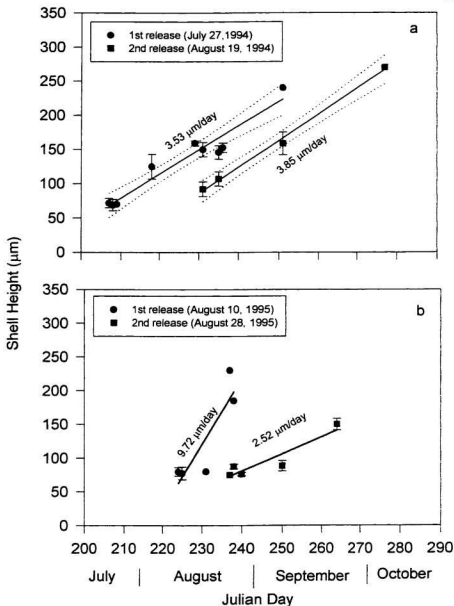 350
300
250
200
150
100
50
0
1st release (July 27,1994)
2nd release (August 19, 1994)
a
3.53 µm/day
3.85 µm/day
Shell Height (µm)
350
300
250
200
150
100
50
0
1st release (August 10, 1995)
2nd release (August 28, 1995)
b
9.72 µm/day
2.52 µm/day
200 210 220 230 240 250 260 270 280 290
July | August | September | October
Julian Day